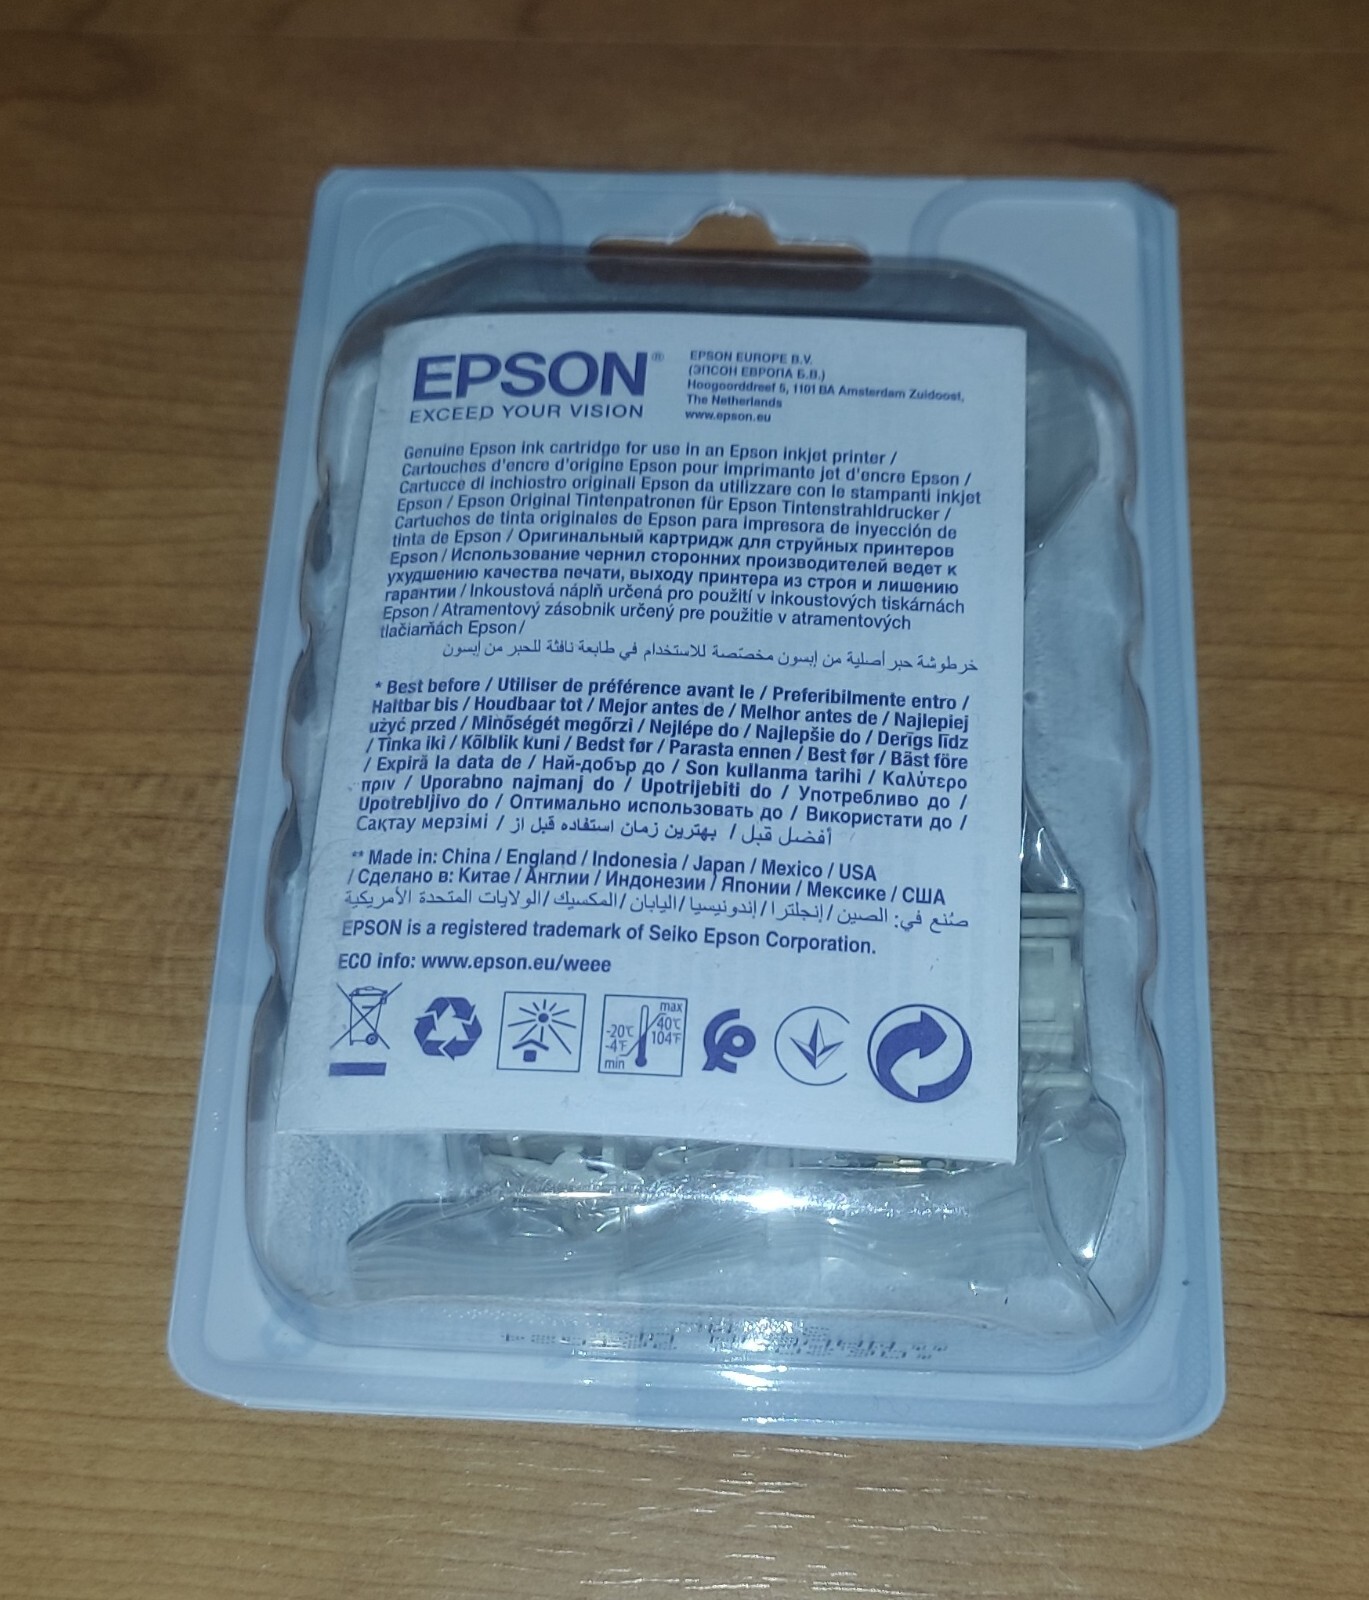 EPSON®
EXCEED YOUR VISION
EPSON EUROPE B.V.
(ЭПСОН ЕВРОПА Б.В.)
Hoogoorddreef 5, 1101 BA Amsterdam Zuidoost,
The Netherlands
www.epson.eu
Genuine Epson ink cartridge for use in an Epson inkjet printer /
Cartouches d'encre d'origine Epson pour imprimante jet d'encre Epson /
Cartucce di inchiostro originali Epson da utilizzare con le stampanti inkjet
Epson / Epson Original Tintenpatronen für Epson Tintenstrahldrucker /
Cartuchos de tinta originales de Epson para impresora de inyección de
tinta de Epson / Оригинальный картридж для струйных принтеров
Epson / Использование чернил сторонних производителей ведет к
ухудшению качества печати, выходу принтера из строя и лишению
гарантии / Inkoustová náplň určená pro použití v inkoustových tiskárnách
Epson / Atramentový zásobnik určený pre použitie v atramentových
tlačiarňách Epson /
خرطوشة حبر أصلية من إبسون مخصصة للاستخدام في طابعة نافثة للحبر من إبسون
* Best before / Utiliser de préférence avant le / Preferibilmente entro /
Haltbar bis / Houdbaar tot / Mejor antes de / Melhor antes de / Najlepiej
użyć przed / Minőségét megőrzi / Nejlépe do / Najlepšie do / Derīgs līdz
/ Tinka iki / Kõlblik kuni / Bedst før / Parasta ennen / Best før / Bäst före
/ Expiră la data de / Най-добър до / Son kullanma tarihi / Καλύτερο
πριν / Uporabno najmanj do / Upotrijebiti do / Употребливо до /
Upotrebljivo do / Оптимально использовать до / Використати до /
Сақтау мерзімі / أفضل قبل / بهترین زمان استفاده قبل از
** Made in: China / England / Indonesia / Japan / Mexico / USA
/ Сделано в: Китае / Англии / Индонезии / Японии / Мексике / США
صُنع في: الصين / إنجلترا / إندونيسيا / اليابان / المكسيك / الولايات المتحدة الأمريكية
EPSON is a registered trademark of Seiko Epson Corporation.
ECO info: www.epson.eu/weee
-20°C
-4°F
min
max
40°C
104°F